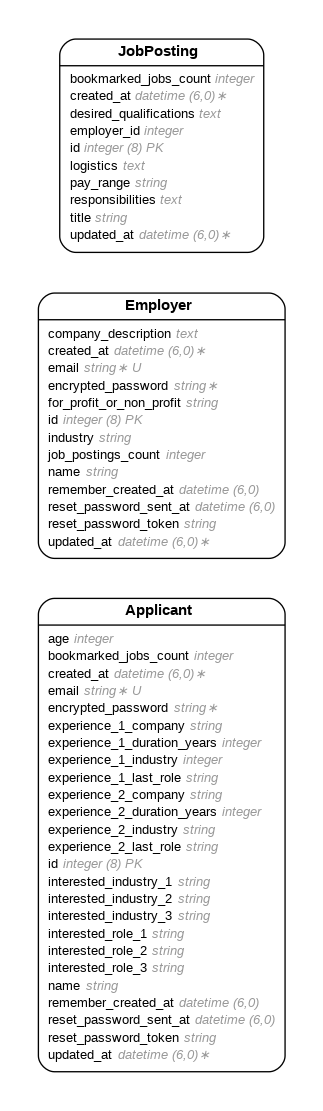 JobPosting
bookmarked_jobs_count integer
created_at datetime (6,0)∗
desired_qualifications text
employer_id integer
id integer (8) PK
logistics text
pay_range string
responsibilities text
title string
updated_at datetime (6,0)∗
Employer
company_description text
created_at datetime (6,0)∗
email string∗ U
encrypted_password string∗
for_profit_or_non_profit string
id integer (8) PK
industry string
job_postings_count integer
name string
remember_created_at datetime (6,0)
reset_password_sent_at datetime (6,0)
reset_password_token string
updated_at datetime (6,0)∗
Applicant
age integer
bookmarked_jobs_count integer
created_at datetime (6,0)∗
email string∗ U
encrypted_password string∗
experience_1_company string
experience_1_duration_years integer
experience_1_industry integer
experience_1_last_role string
experience_2_company string
experience_2_duration_years integer
experience_2_industry string
experience_2_last_role string
id integer (8) PK
interested_industry_1 string
interested_industry_2 string
interested_industry_3 string
interested_role_1 string
interested_role_2 string
interested_role_3 string
name string
remember_created_at datetime (6,0)
reset_password_sent_at datetime (6,0)
reset_password_token string
updated_at datetime (6,0)∗